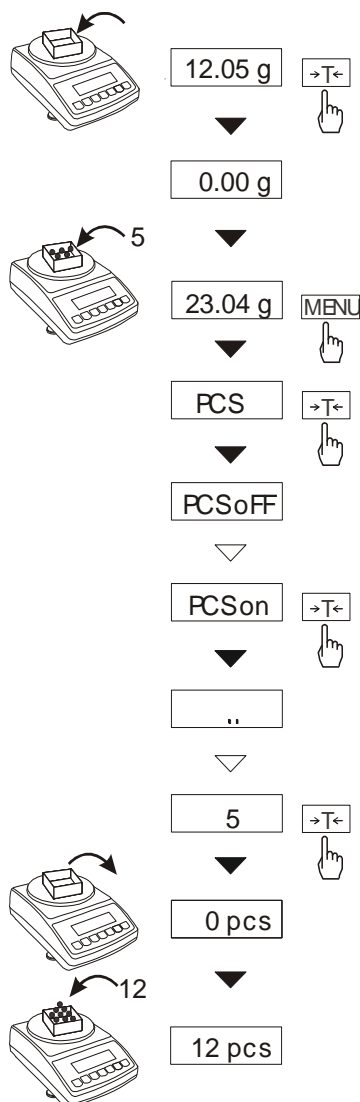 12.05 g →T←
0.00 g
5
23.04 g MENU
PCS →T←
PCSoFF
PCSon →T←
,,
5 →T←
0 pcs
12
12 pcs